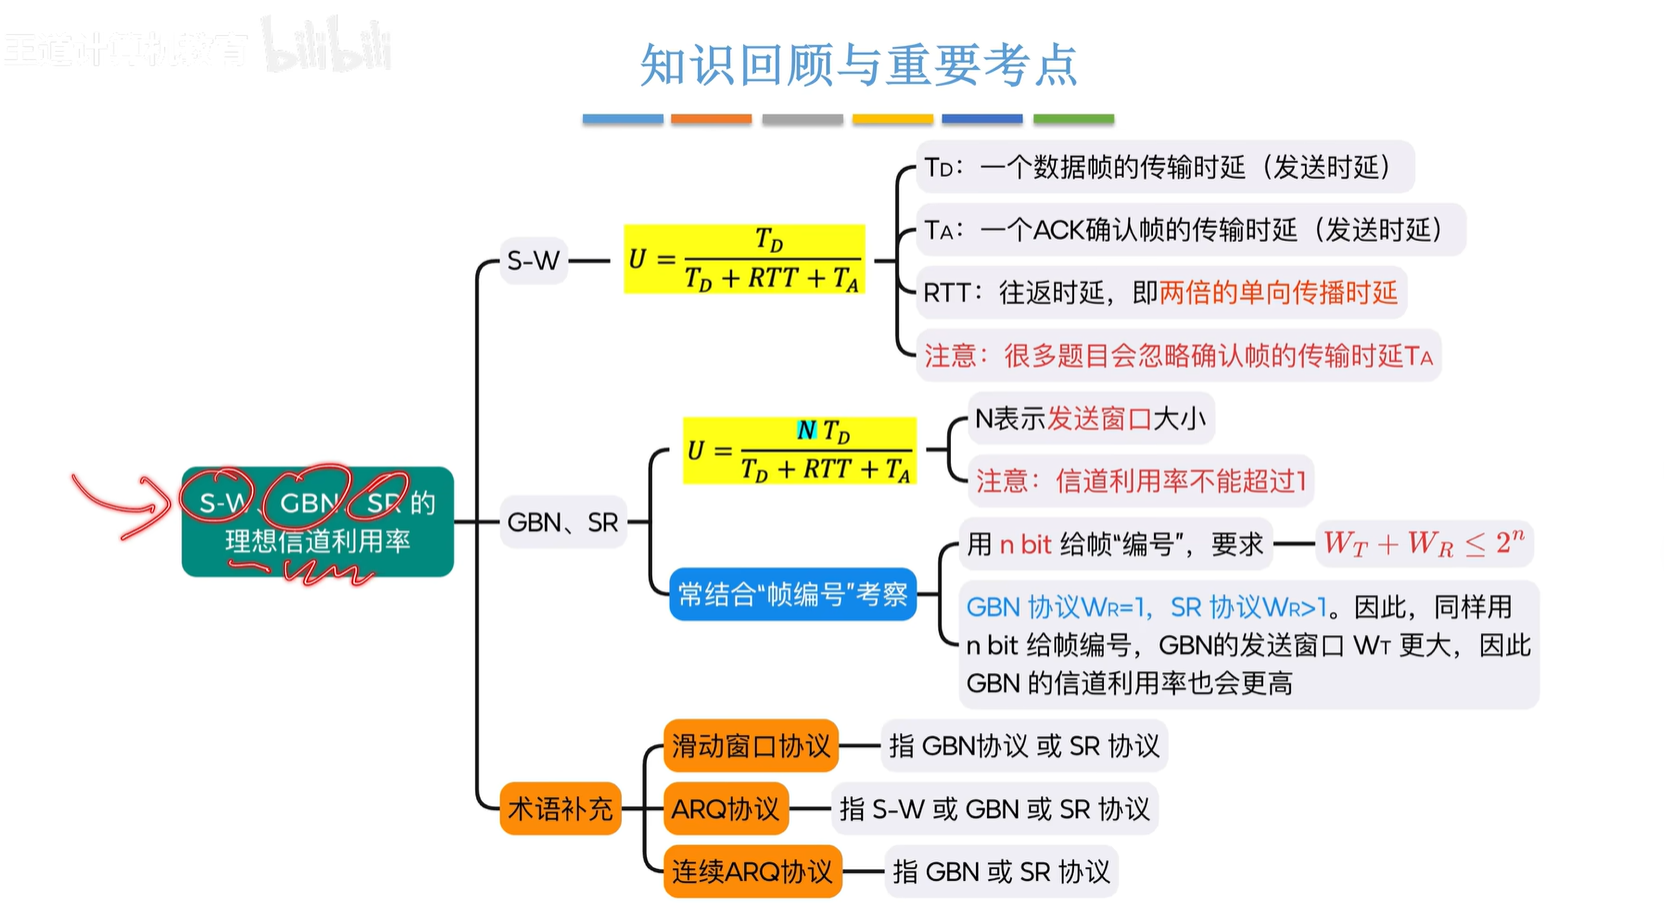 王道计算机教育 bilibili
知识回顾与重要考点
S-W、GBN、SR 的
理想信道利用率
S-W
U = T_D / (T_D + RTT + T_A)
TD：一个数据帧的传输时延（发送时延）
TA：一个ACK确认帧的传输时延（发送时延）
RTT：往返时延，即两倍的单向传播时延
注意：很多题目会忽略确认帧的传输时延TA
GBN、SR
U = N T_D / (T_D + RTT + T_A)
N表示发送窗口大小
注意：信道利用率不能超过1
常结合“帧编号”考察
用 n bit 给帧“编号”，要求
W_T + W_R ≤ 2^n
GBN 协议WR=1，SR 协议WR>1。因此，同样用
n bit 给帧编号，GBN的发送窗口 WT 更大，因此
GBN 的信道利用率也会更高
术语补充
滑动窗口协议
指 GBN协议 或 SR 协议
ARQ协议
指 S-W 或 GBN 或 SR 协议
连续ARQ协议
指 GBN 或 SR 协议